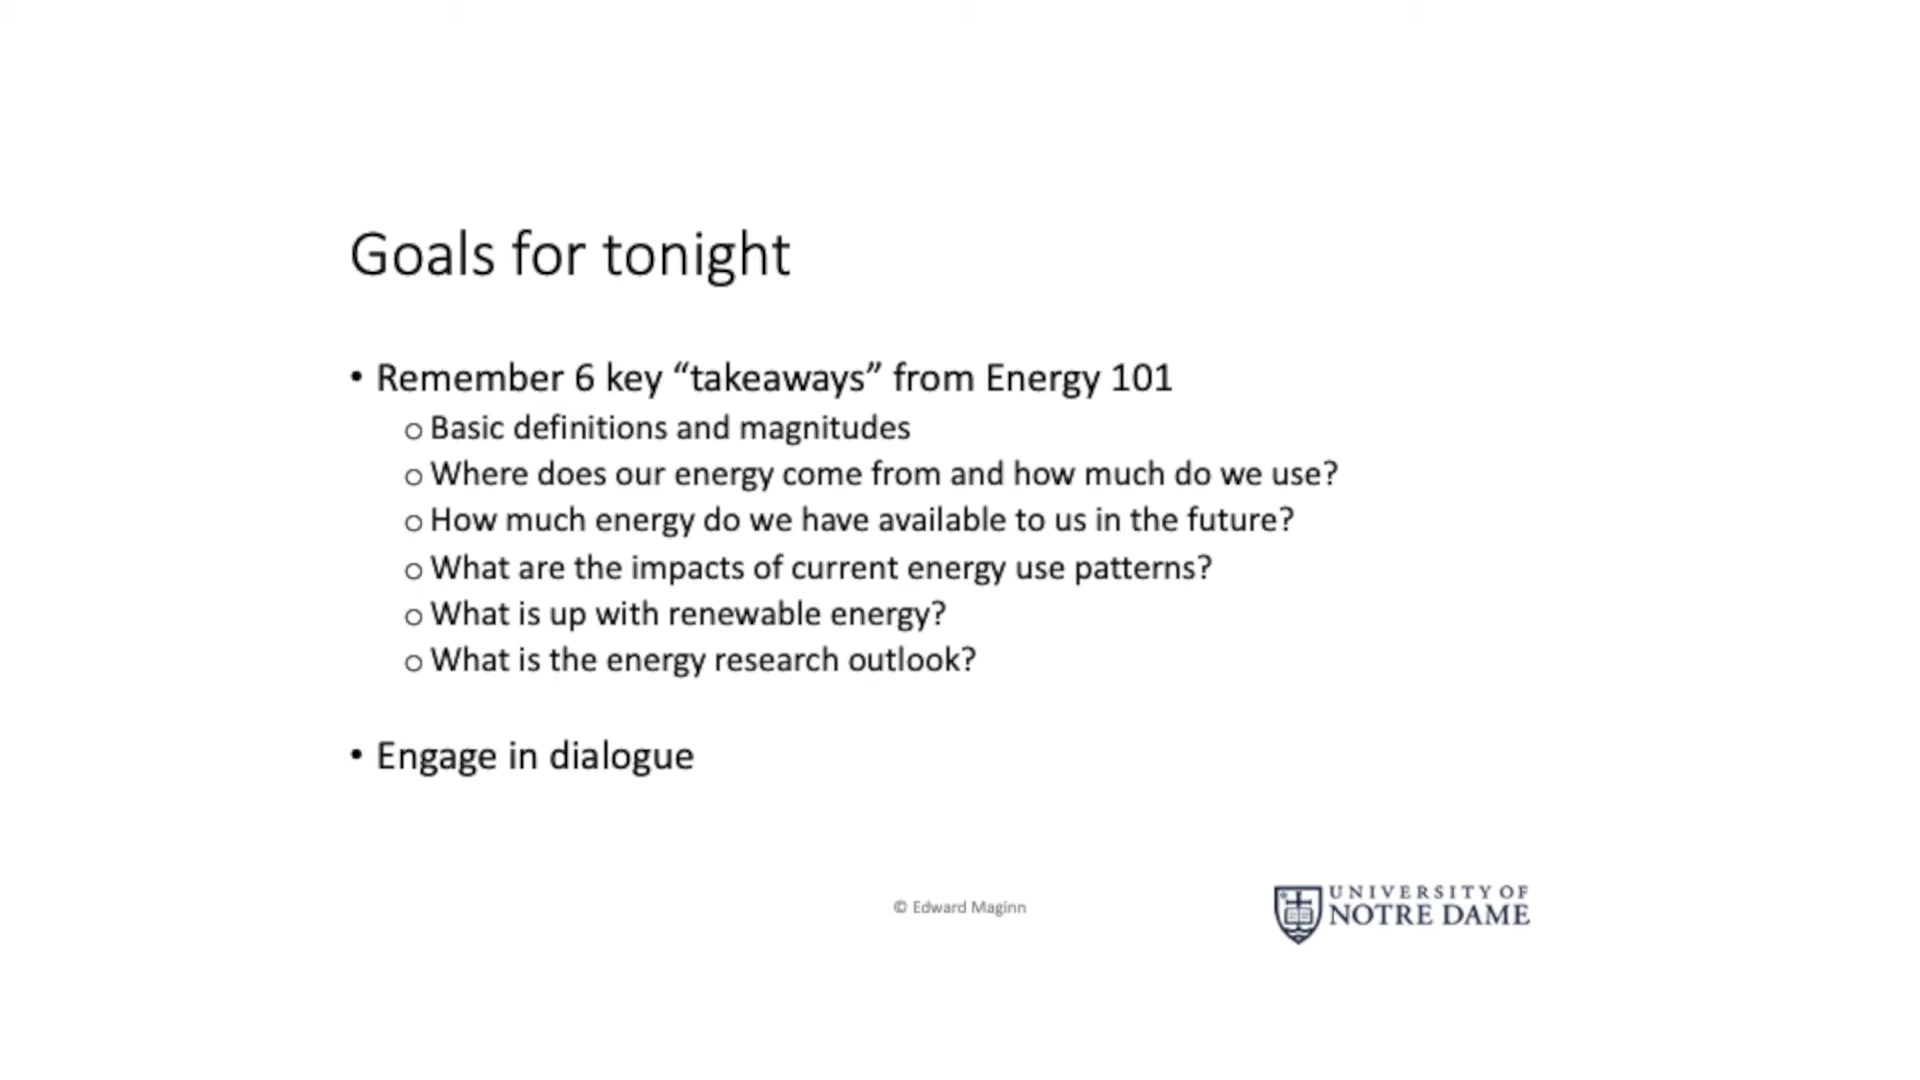 Goals for tonight
• Remember 6 key “takeaways” from Energy 101
o Basic definitions and magnitudes
o Where does our energy come from and how much do we use?
o How much energy do we have available to us in the future?
o What are the impacts of current energy use patterns?
o What is up with renewable energy?
o What is the energy research outlook?
• Engage in dialogue
© Edward Maginn
UNIVERSITY OF
NOTRE DAME